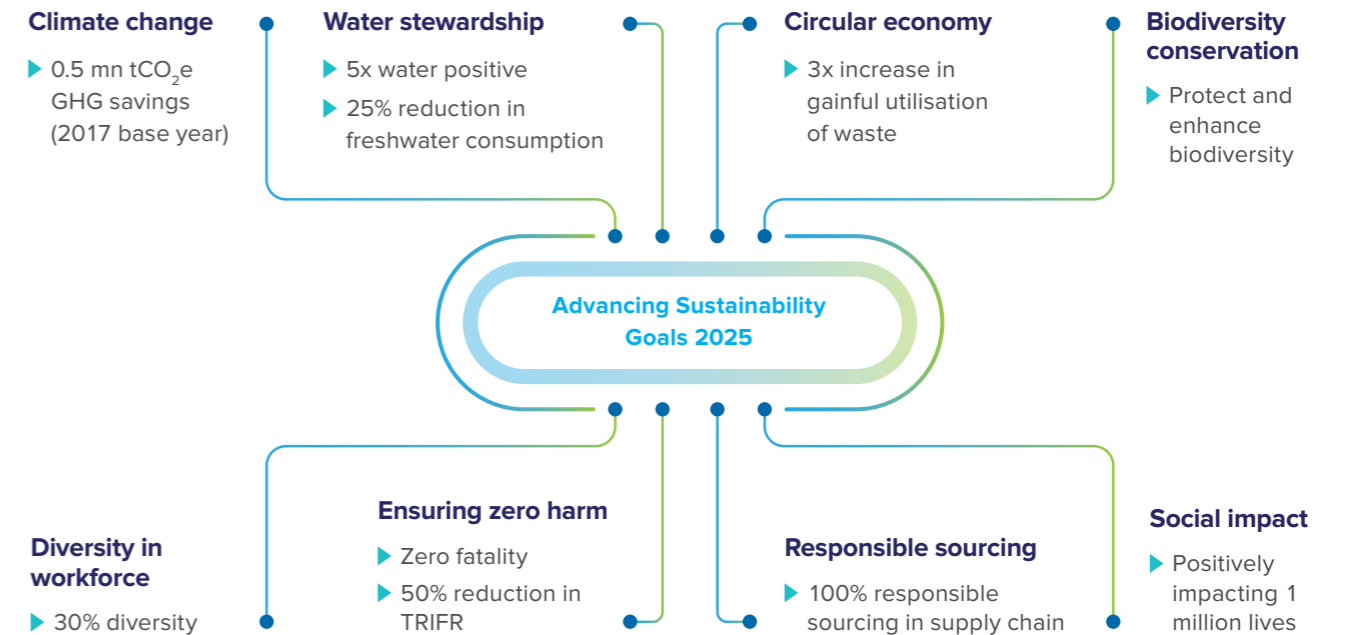 Climate change
0.5 mn tCO₂e
GHG savings
(2017 base year)
Water stewardship
5x water positive
25% reduction in
freshwater consumption
Circular economy
3x increase in
gainful utilisation
of waste
Biodiversity
conservation
Protect and
enhance
biodiversity
Advancing Sustainability
Goals 2025
Diversity in
workforce
30% diversity
Ensuring zero harm
Zero fatality
50% reduction in
TRIFR
Responsible sourcing
100% responsible
sourcing in supply chain
Social impact
Positively
impacting 1
million lives